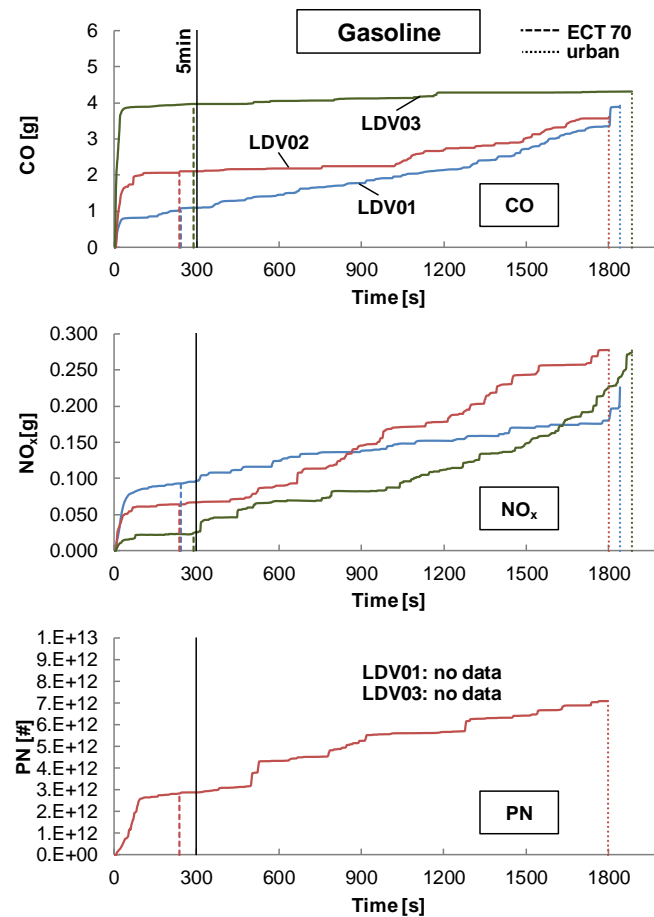 Gasoline
ECT 70
urban
5min
CO [g]
6
5
4
3
2
1
0
LDV03
LDV02
LDV01
CO
0 300 600 900 1200 1500 1800
Time [s]
NOx[g]
0.300
0.250
0.200
0.150
0.100
0.050
0.000
NOx
0 300 600 900 1200 1500 1800
Time [s]
PN [#]
1.E+13
9.E+12
8.E+12
7.E+12
6.E+12
5.E+12
4.E+12
3.E+12
2.E+12
1.E+12
0.E+00
LDV01: no data
LDV03: no data
PN
0 300 600 900 1200 1500 1800
Time [s]